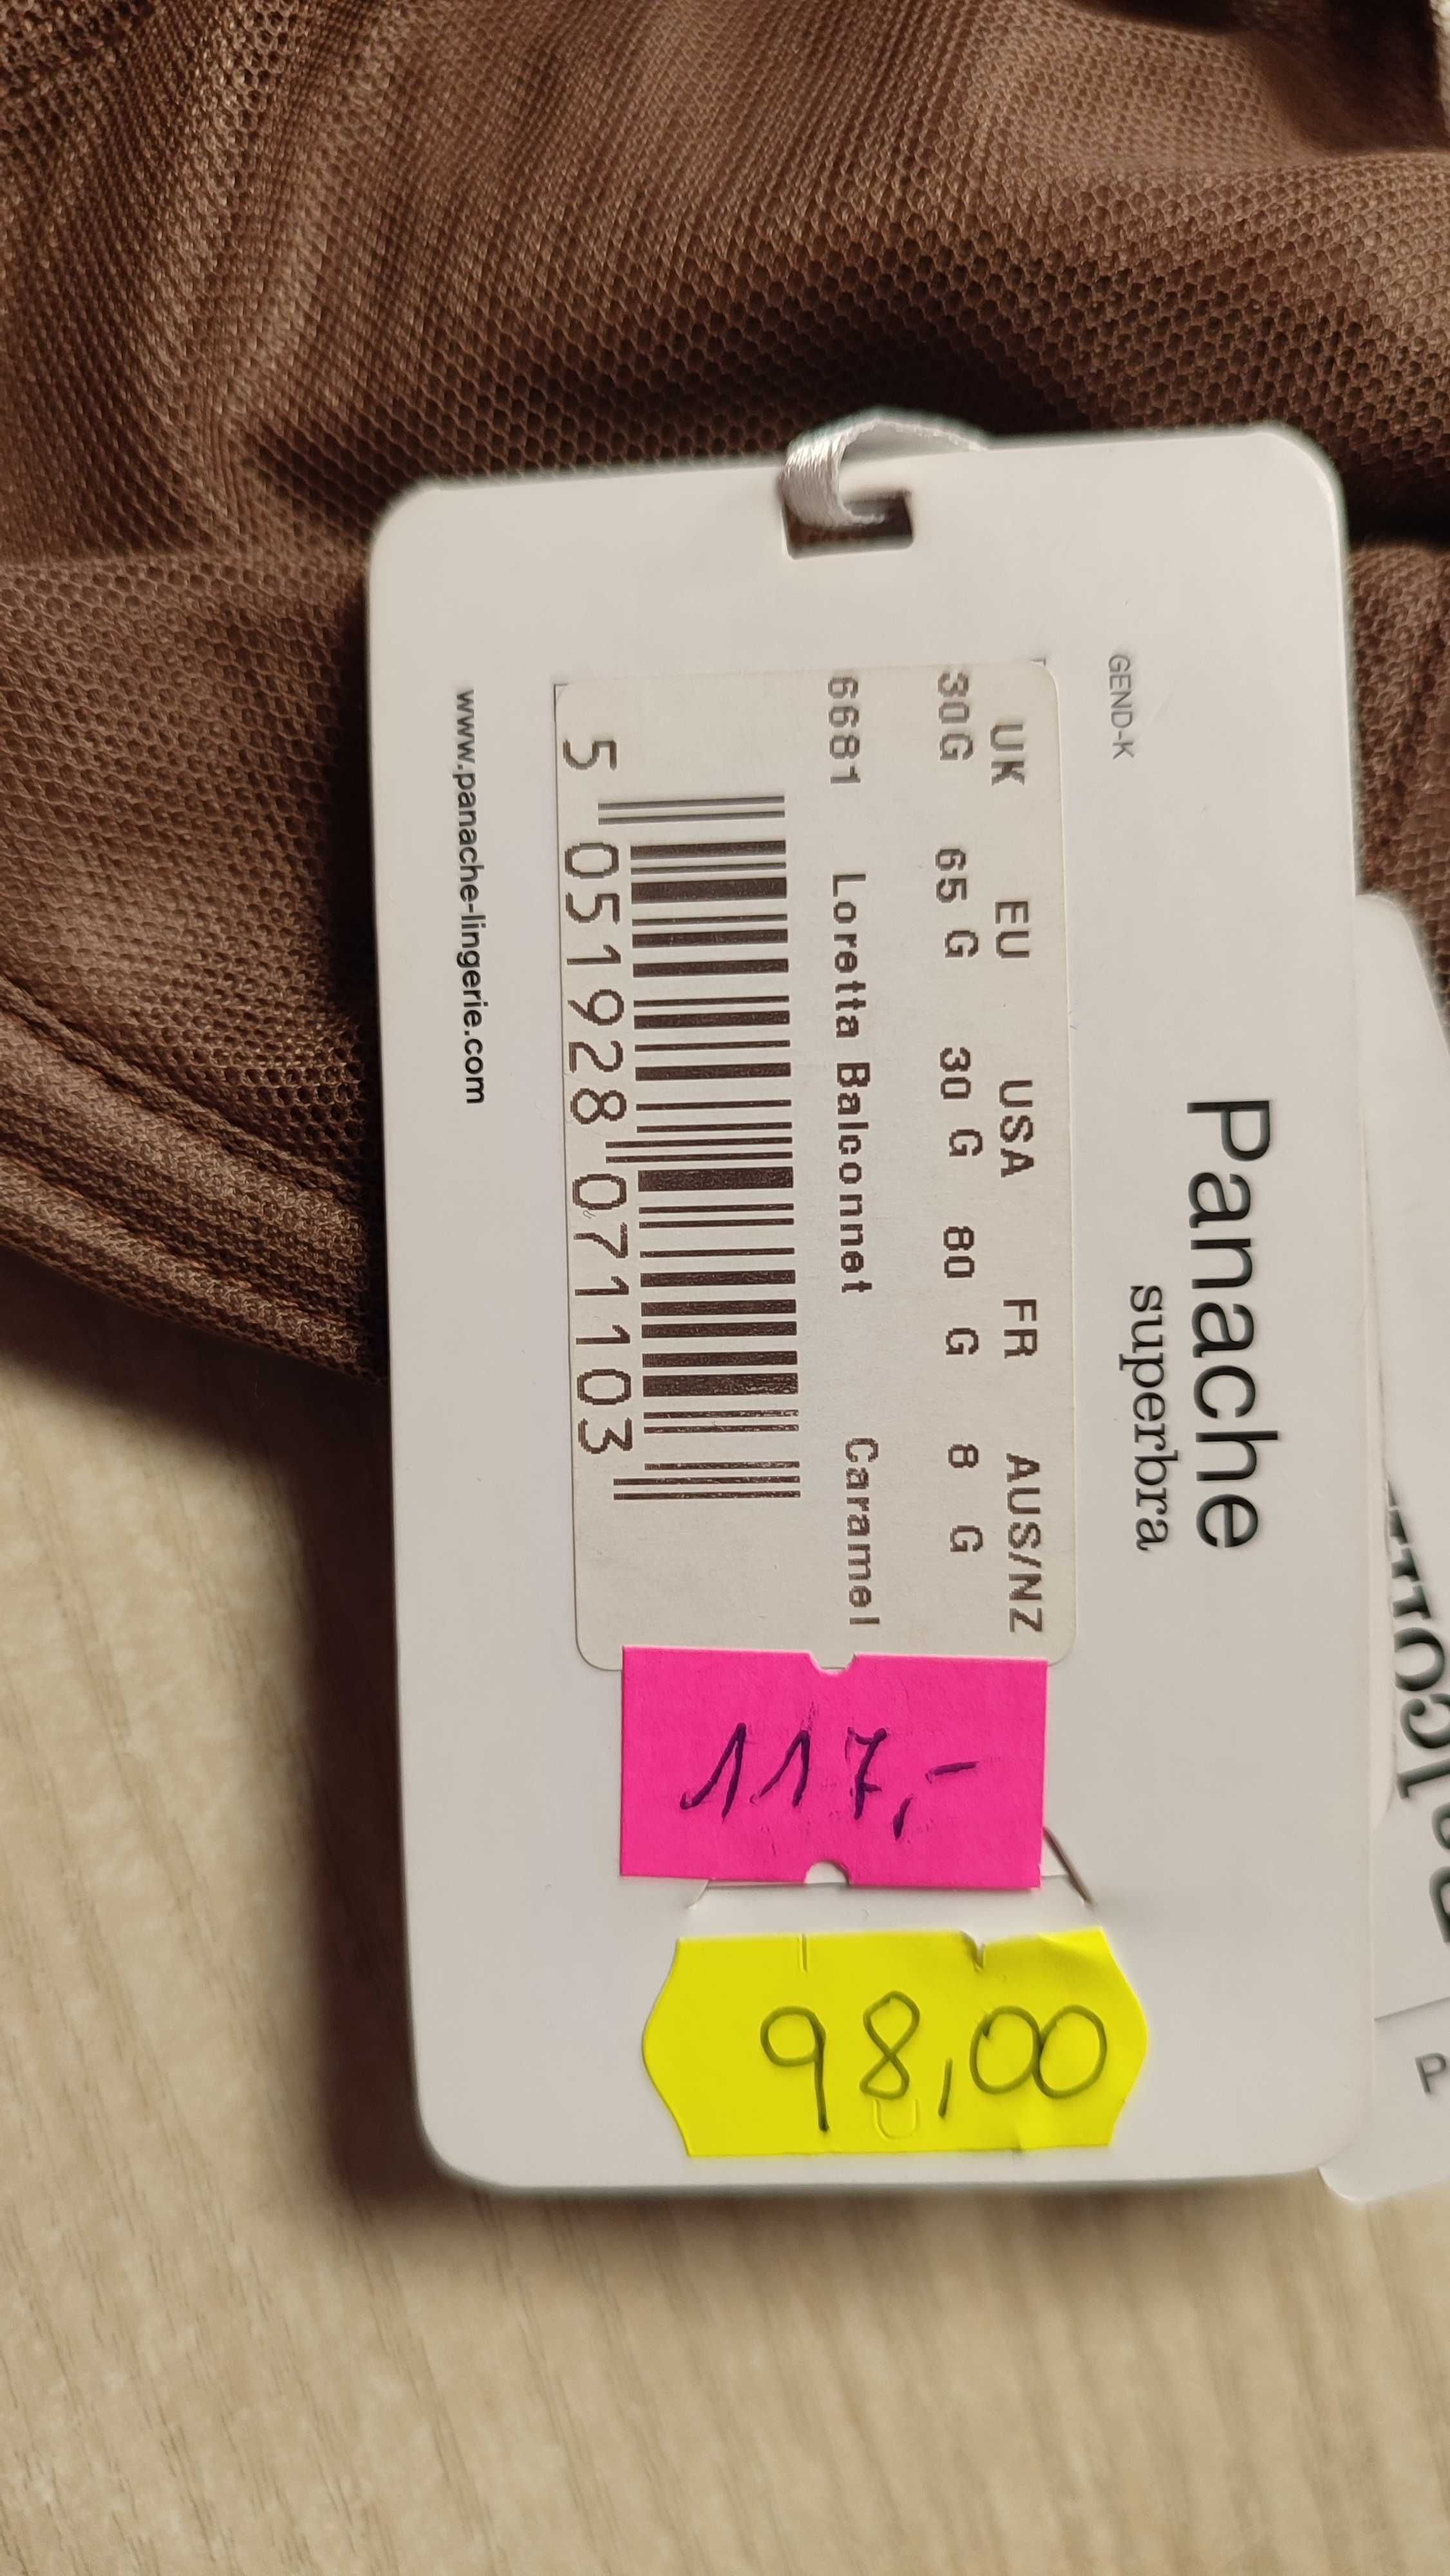 Panache
superbra
GEND-K
UK EU USA FR AUS/NZ
30G 65 G 30 G 80 G 8 G
6681 Loretta Balconnet Caramel
5 051928 071103
www.panache-lingerie.com
117,-
98,00